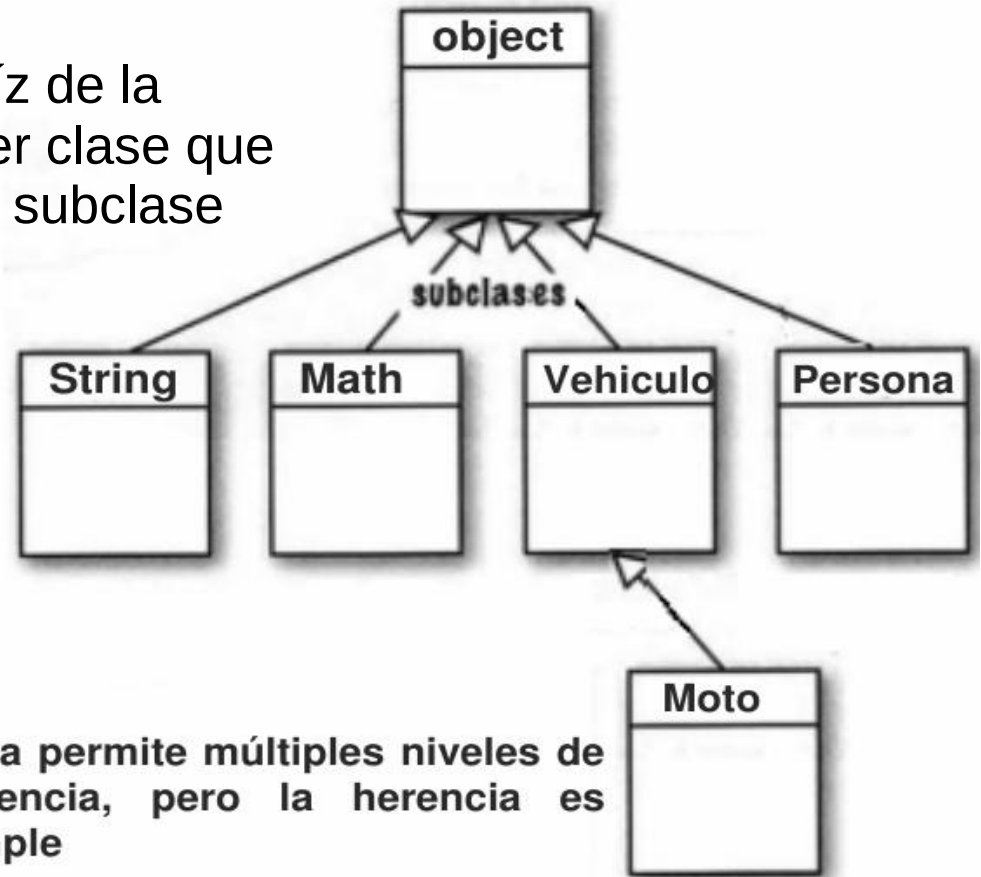 object
íz de la
er clase que
subclase
subclases
String
Math
Vehiculo
Persona
Moto
a permite múltiples niveles de
encia, pero la herencia es
ple